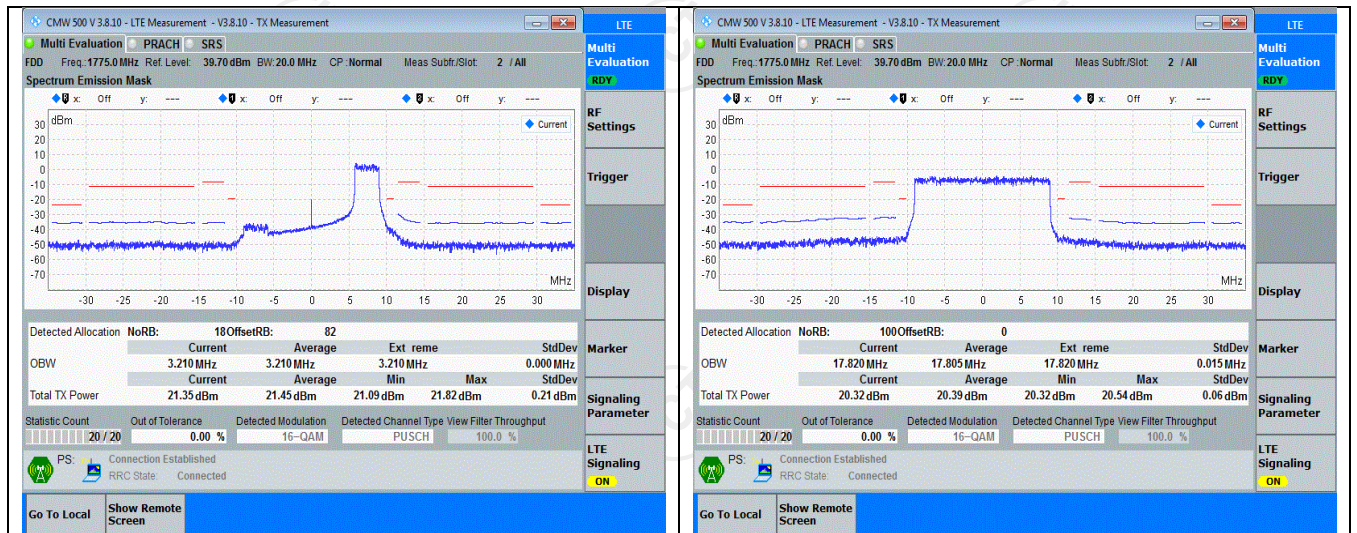 CMW 500 V 3.8.10 - LTE Measurement - V3.8.10 - TX Measurement
LTE
Multi Evaluation PRACH SRS
Multi Evaluation
RDY
FDD Freq.:1775.0 MHz Ref. Level: 39.70 dBm BW:20.0 MHz CP :Normal Meas Subfr./Slot: 2 / All
Spectrum Emission Mask
x: Off y: --- x: Off y: --- x: Off y: ---
RF Settings
dBm
Current
30
20
10
0
-10
-20
-30
-40
-50
-60
-70
MHz
-30 -25 -20 -15 -10 -5 0 5 10 15 20 25 30
Trigger
Display
Detected Allocation NoRB: 18 OffsetRB: 82
Current Average Ext reme StdDev
OBW 3.210 MHz 3.210 MHz 3.210 MHz 0.000 MHz
Marker
Current Average Min Max StdDev
Total TX Power 21.35 dBm 21.45 dBm 21.09 dBm 21.82 dBm 0.21 dBm
Signaling Parameter
Statistic Count Out of Tolerance Detected Modulation Detected Channel Type View Filter Throughput
20 / 20 0.00 % 16-QAM PUSCH 100.0 %
PS: Connection Established
RRC State: Connected
LTE Signaling
ON
Go To Local Show Remote Screen
CMW 500 V 3.8.10 - LTE Measurement - V3.8.10 - TX Measurement
LTE
Multi Evaluation PRACH SRS
Multi Evaluation
RDY
FDD Freq.:1775.0 MHz Ref. Level: 39.70 dBm BW:20.0 MHz CP :Normal Meas Subfr./Slot: 2 / All
Spectrum Emission Mask
x: Off y: --- x: Off y: --- x: Off y: ---
RF Settings
dBm
Current
30
20
10
0
-10
-20
-30
-40
-50
-60
-70
MHz
-30 -25 -20 -15 -10 -5 0 5 10 15 20 25 30
Trigger
Display
Detected Allocation NoRB: 100 OffsetRB: 0
Current Average Ext reme StdDev
OBW 17.820 MHz 17.805 MHz 17.820 MHz 0.015 MHz
Marker
Current Average Min Max StdDev
Total TX Power 20.32 dBm 20.39 dBm 20.32 dBm 20.54 dBm 0.06 dBm
Signaling Parameter
Statistic Count Out of Tolerance Detected Modulation Detected Channel Type View Filter Throughput
20 / 20 0.00 % 16-QAM PUSCH 100.0 %
PS: Connection Established
RRC State: Connected
LTE Signaling
ON
Go To Local Show Remote Screen